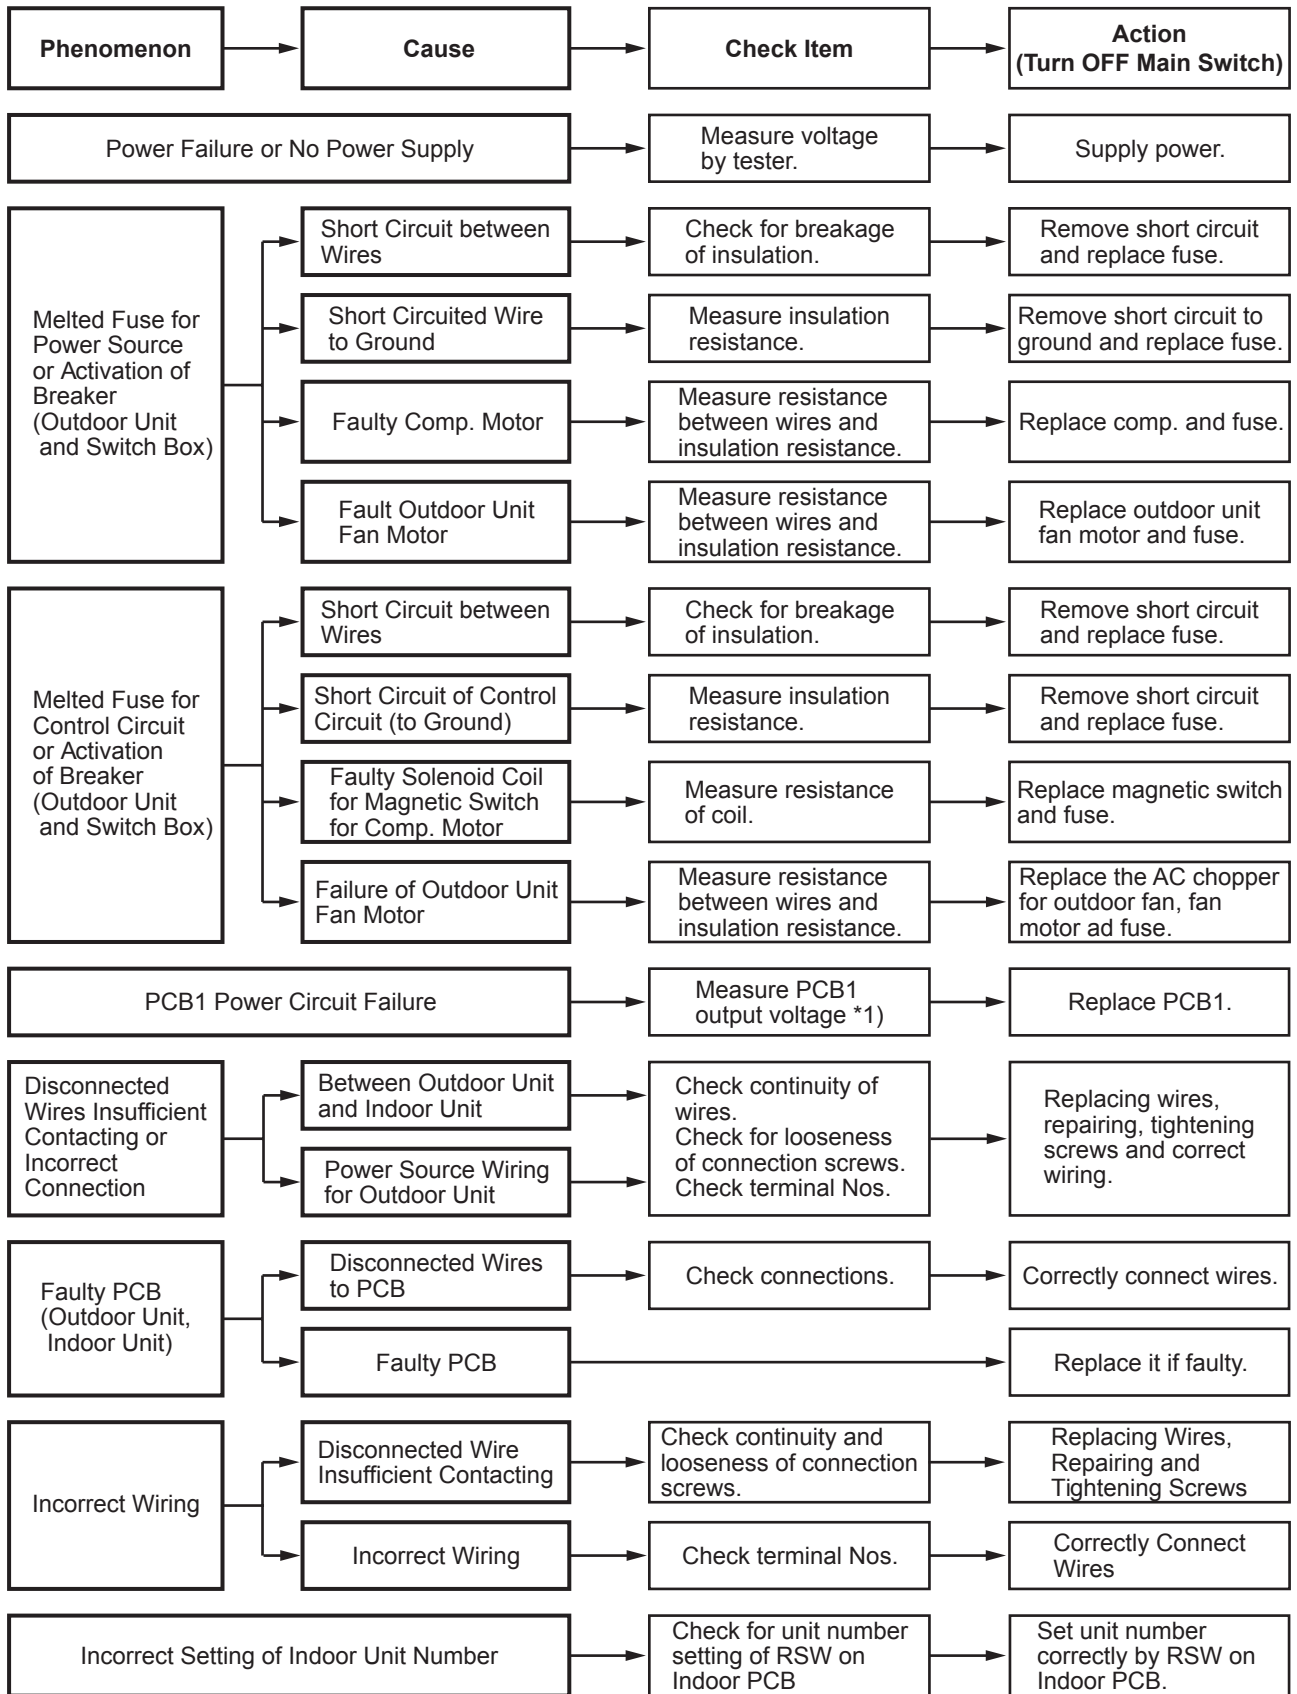 Phenomenon
Cause
Check Item
Action
(Turn OFF Main Switch)
Power Failure or No Power Supply
Measure voltage
by tester.
Supply power.
Melted Fuse for
Power Source
or Activation of
Breaker
(Outdoor Unit
and Switch Box)
Short Circuit between
Wires
Check for breakage
of insulation.
Remove short circuit
and replace fuse.
Short Circuited Wire
to Ground
Measure insulation
resistance.
Remove short circuit to
ground and replace fuse.
Faulty Comp. Motor
Measure resistance
between wires and
insulation resistance.
Replace comp. and fuse.
Fault Outdoor Unit
Fan Motor
Measure resistance
between wires and
insulation resistance.
Replace outdoor unit
fan motor and fuse.
Melted Fuse for
Control Circuit
or Activation
of Breaker
(Outdoor Unit
and Switch Box)
Short Circuit between
Wires
Check for breakage
of insulation.
Remove short circuit
and replace fuse.
Short Circuit of Control
Circuit (to Ground)
Measure insulation
resistance.
Remove short circuit
and replace fuse.
Faulty Solenoid Coil
for Magnetic Switch
for Comp. Motor
Measure resistance
of coil.
Replace magnetic switch
and fuse.
Failure of Outdoor Unit
Fan Motor
Measure resistance
between wires and
insulation resistance.
Replace the AC chopper
for outdoor fan, fan
motor ad fuse.
PCB1 Power Circuit Failure
Measure PCB1
output voltage *1)
Replace PCB1.
Disconnected
Wires Insufficient
Contacting or
Incorrect
Connection
Between Outdoor Unit
and Indoor Unit
Power Source Wiring
for Outdoor Unit
Check continuity of
wires.
Check for looseness
of connection screws.
Check terminal Nos.
Replacing wires,
repairing, tightening
screws and correct
wiring.
Faulty PCB
(Outdoor Unit,
Indoor Unit)
Disconnected Wires
to PCB
Check connections.
Correctly connect wires.
Faulty PCB
Replace it if faulty.
Incorrect Wiring
Disconnected Wire
Insufficient Contacting
Check continuity and
looseness of connection
screws.
Replacing Wires,
Repairing and
Tightening Screws
Incorrect Wiring
Check terminal Nos.
Correctly Connect
Wires
Incorrect Setting of Indoor Unit Number
Check for unit number
setting of RSW on
Indoor PCB
Set unit number
correctly by RSW on
Indoor PCB.